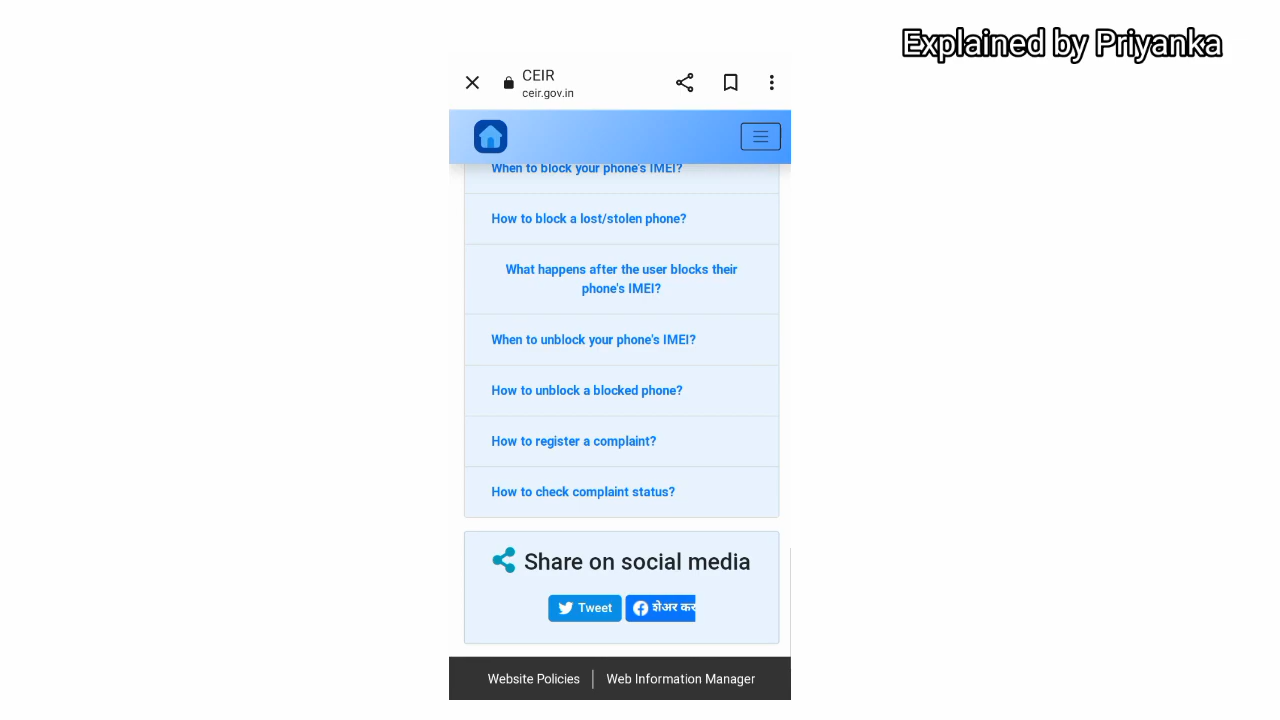 Explained by Priyanka
CEIR
ceir.gov.in
When to block your phone's IMEI?
How to block a lost/stolen phone?
What happens after the user blocks their
phone's IMEI?
When to unblock your phone's IMEI?
How to unblock a blocked phone?
How to register a complaint?
How to check complaint status?
Share on social media
Tweet
शेअर कर
Website Policies
Web Information Manager